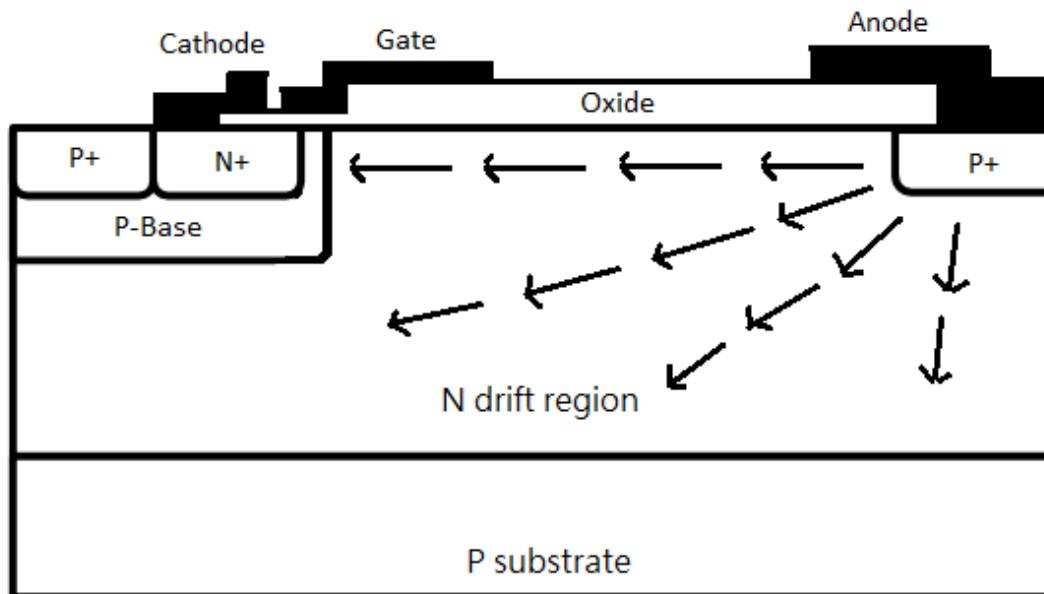 Cathode
Gate
Anode
Oxide
P+
N+
P+
P-Base
N drift region
P substrate